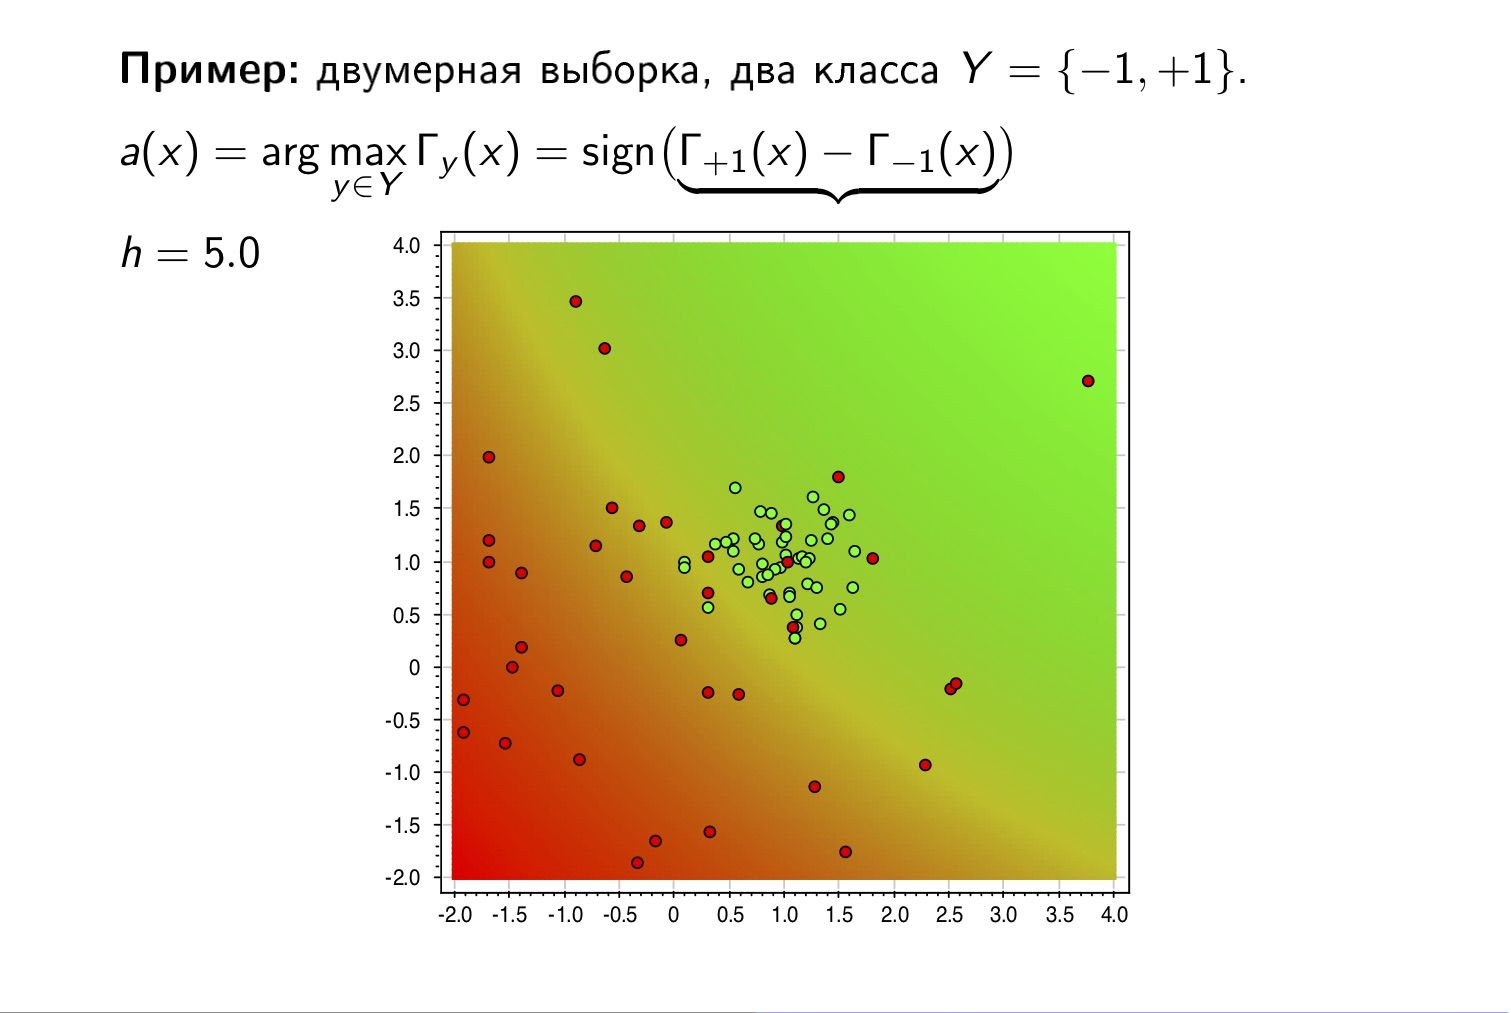 Пример: двумерная выборка, два класса Y = {−1, +1}.
a(x) = arg max Γ_y(x) = sign(Γ_{+1}(x) − Γ_{−1}(x))
y∈Y
h = 5.0
4.0
3.5
3.0
2.5
2.0
1.5
1.0
0.5
0
-0.5
-1.0
-1.5
-2.0
-2.0 -1.5 -1.0 -0.5 0 0.5 1.0 1.5 2.0 2.5 3.0 3.5 4.0